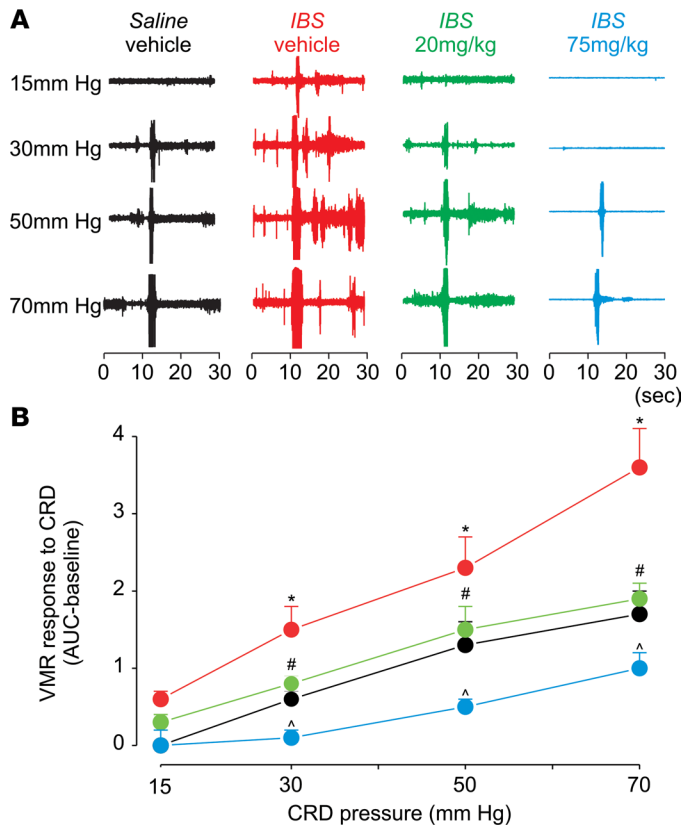 A
Saline IBS IBS IBS
vehicle vehicle 20mg/kg 75mg/kg
15mm Hg
30mm Hg
50mm Hg
70mm Hg
0 10 20 30 0 10 20 30 0 10 20 30 0 10 20 30
(sec)
B
VMR response to CRD
(AUC-baseline)
4
3
2
1
0
*
*
*
#
#
#
^
^
^
15 30 50 70
CRD pressure (mm Hg)